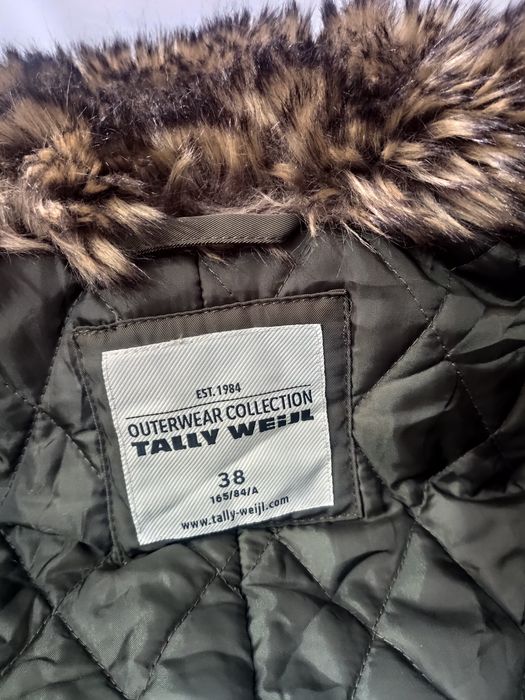 EST. 1984
OUTERWEAR COLLECTION
TALLY WEiJL
38
165/84/A
www.tally-weijl.com